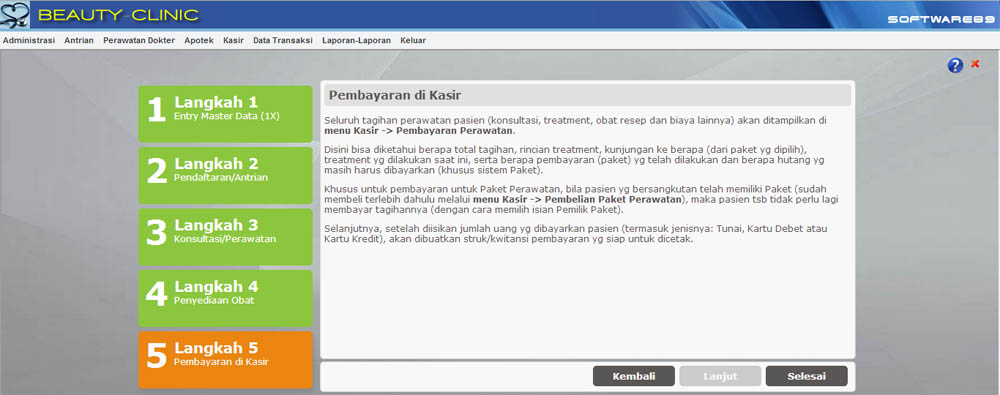 BEAUTY-CLINIC
SOFTWARE89
Administrasi Antrian Perawatan Dokter Apotek Kasir Data Transaksi Laporan-Laporan Keluar
?
1 Langkah 1
Entry Master Data (1X)
2 Langkah 2
Pendaftaran/Antrian
3 Langkah 3
Konsultasi/Perawatan
4 Langkah 4
Penyediaan Obat
5 Langkah 5
Pembayaran di Kasir
Pembayaran di Kasir
Seluruh tagihan perawatan pasien (konsultasi, treatment, obat resep dan biaya lainnya) akan ditampilkan di
menu Kasir -> Pembayaran Perawatan.
Disini bisa diketahui berapa total tagihan, rincian treatment, kunjungan ke berapa (dari paket yg dipilih),
treatment yg dilakukan saat ini, serta berapa pembayaran (paket) yg telah dilakukan dan berapa hutang yg
masih harus dibayarkan (khusus sistem Paket).
Khusus untuk pembayaran untuk Paket Perawatan, bila pasien yg bersangkutan telah memiliki Paket (sudah
membeli terlebih dahulu melalui menu Kasir -> Pembelian Paket Perawatan), maka pasien tsb tidak perlu lagi
membayar tagihannya (dengan cara memilih isian Pemilik Paket).
Selanjutnya, setelah diisikan jumlah uang yg dibayarkan pasien (termasuk jenisnya: Tunai, Kartu Debet atau
Kartu Kredit), akan dibuatkan struk/kwitansi pembayaran yg siap untuk dicetak.
Kembali Lanjut Selesai